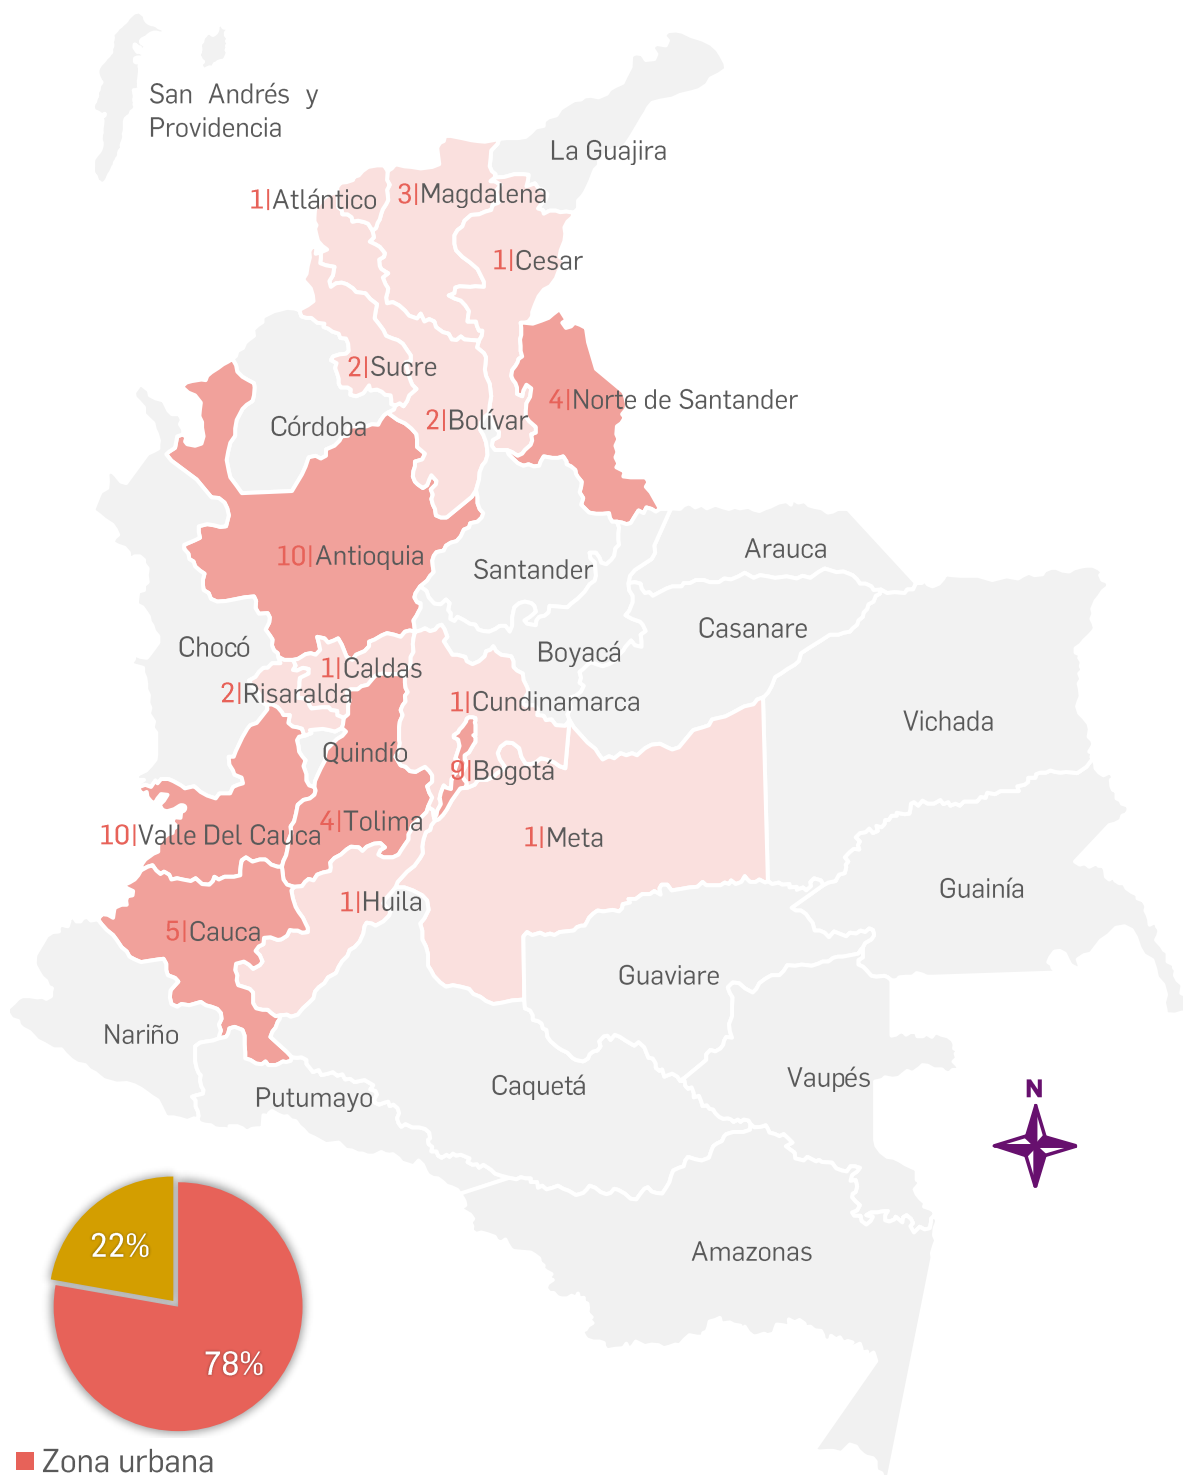 San Andrés y
Providencia
La Guajira
1|Atlántico
3|Magdalena
1|Cesar
2|Sucre
4|Norte de Santander
2|Bolívar
Córdoba
Arauca
10|Antioquia
Santander
Casanare
Chocó
Boyacá
1|Caldas
2|Risaralda
1|Cundinamarca
Vichada
Quindío
9|Bogotá
4|Tolima
10|Valle Del Cauca
1|Meta
Guainía
1|Huila
5|Cauca
Guaviare
Nariño
Vaupés
Caquetá
Putumayo
N
22%
Amazonas
78%
Zona urbana